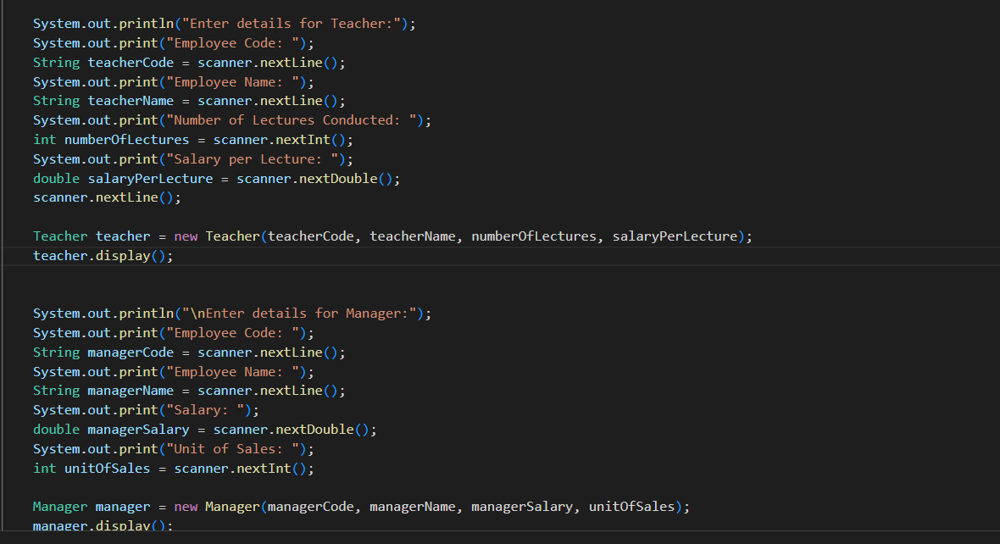 System.out.println("Enter details for Teacher:");
System.out.print("Employee Code: ");
String teacherCode = scanner.nextLine();
System.out.print("Employee Name: ");
String teacherName = scanner.nextLine();
System.out.print("Number of Lectures Conducted: ");
int numberOfLectures = scanner.nextInt();
System.out.print("Salary per Lecture: ");
double salaryPerLecture = scanner.nextDouble();
scanner.nextLine();
Teacher teacher = new Teacher(teacherCode, teacherName, numberOfLectures, salaryPerLecture);
teacher.display();
System.out.println("\nEnter details for Manager:");
System.out.print("Employee Code: ");
String managerCode = scanner.nextLine();
System.out.print("Employee Name: ");
String managerName = scanner.nextLine();
System.out.print("Salary: ");
double managerSalary = scanner.nextDouble();
System.out.print("Unit of Sales: ");
int unitOfSales = scanner.nextInt();
Manager manager = new Manager(managerCode, managerName, managerSalary, unitOfSales);
manager.display();